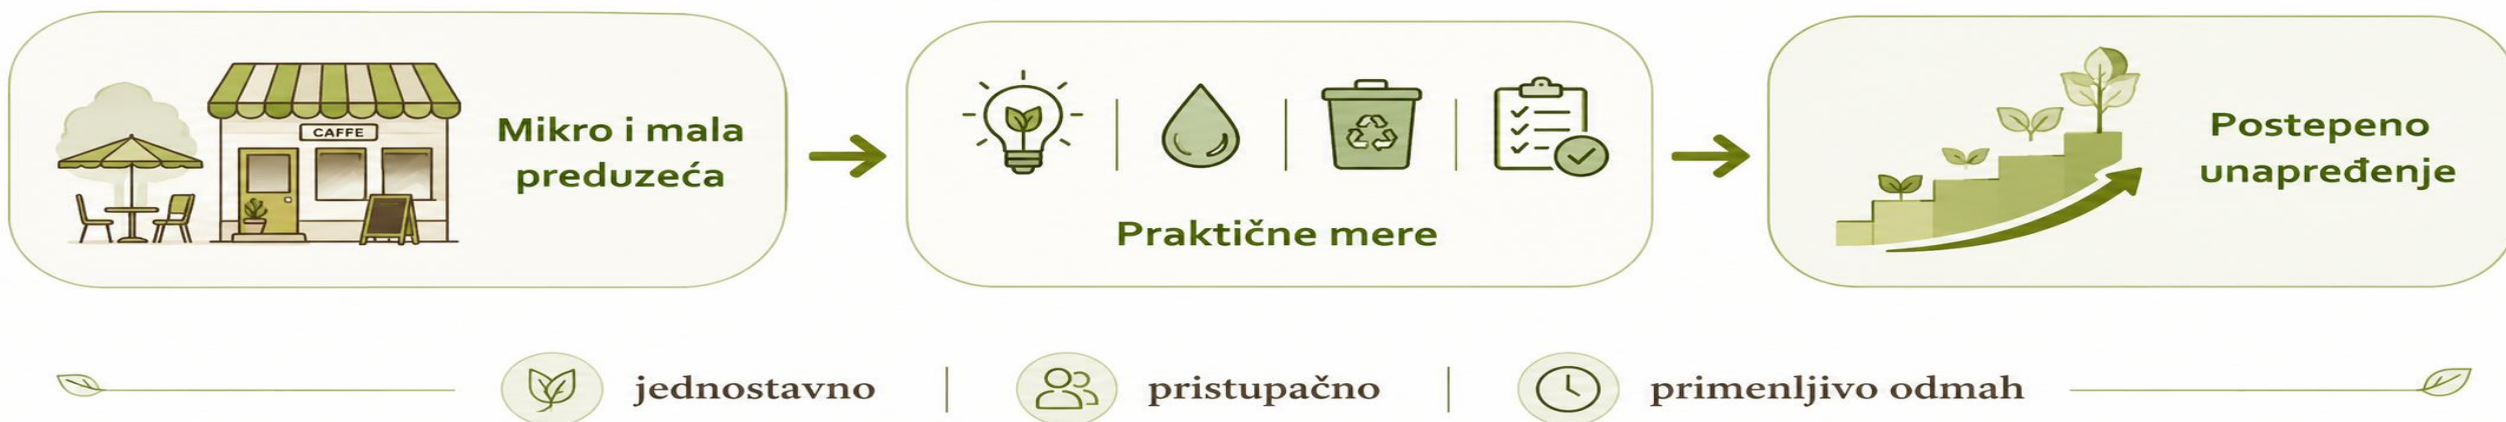 CAFFE
Mikro i mala
preduzeća
Praktične mere
Postepeno
unapređenje
jednostavno
pristupačno
primenljivo odmah